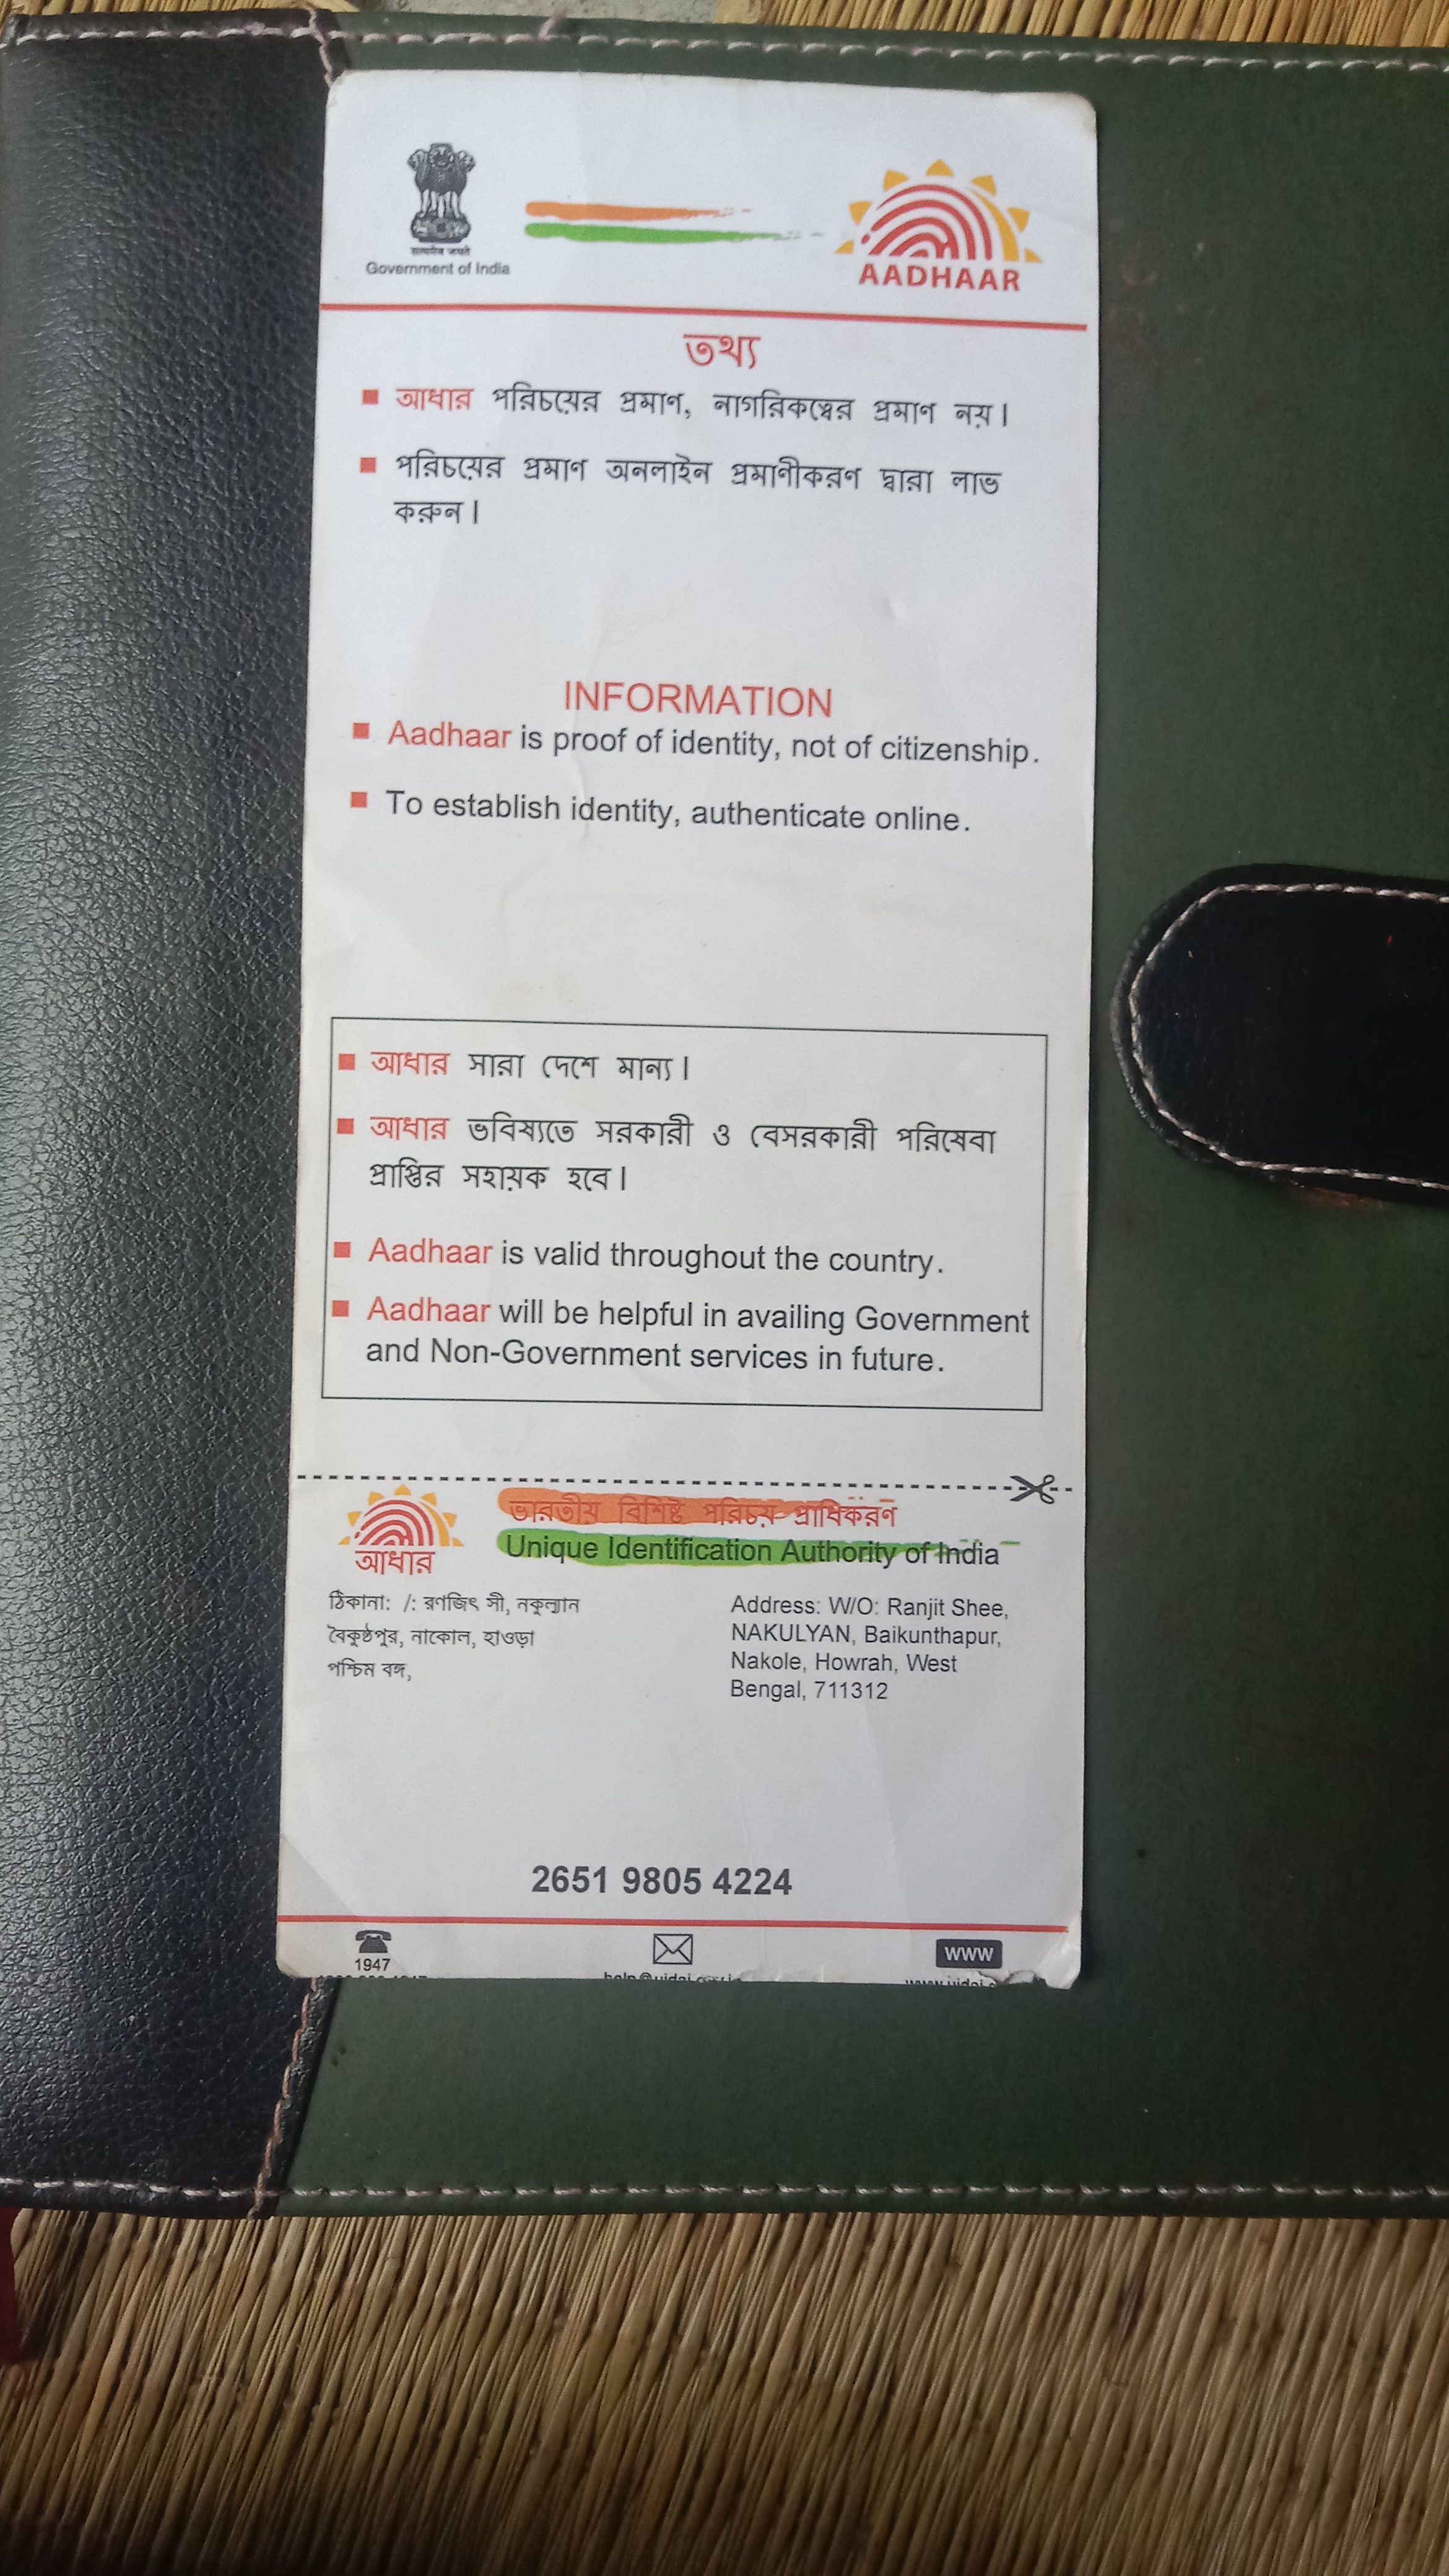 सत्यमेव जयते
Government of India
AADHAAR
তথ্য
আধার পরিচয়ের প্রমাণ, নাগরিকত্বের প্রমাণ নয়।
পরিচয়ের প্রমাণ অনলাইন প্রমাণীকরণ দ্বারা লাভ
করুন।
INFORMATION
Aadhaar is proof of identity, not of citizenship.
To establish identity, authenticate online.
আধার সারা দেশে মান্য।
আধার ভবিষ্যতে সরকারী ও বেসরকারী পরিষেবা
প্রাপ্তির সহায়ক হবে।
Aadhaar is valid throughout the country.
Aadhaar will be helpful in availing Government
and Non-Government services in future.
ভারতীয় বিশিষ্ট পরিচয় প্রাধিকরণ
Unique Identification Authority of India
আধার
ঠিকানা: /: রণজিৎ সী, নকুল্যান
বৈকুণ্ঠপুর, নাকোল, হাওড়া
পশ্চিম বঙ্গ,
Address: W/O: Ranjit Shee,
NAKULYAN, Baikunthapur,
Nakole, Howrah, West
Bengal, 711312
2651 9805 4224
1947
www